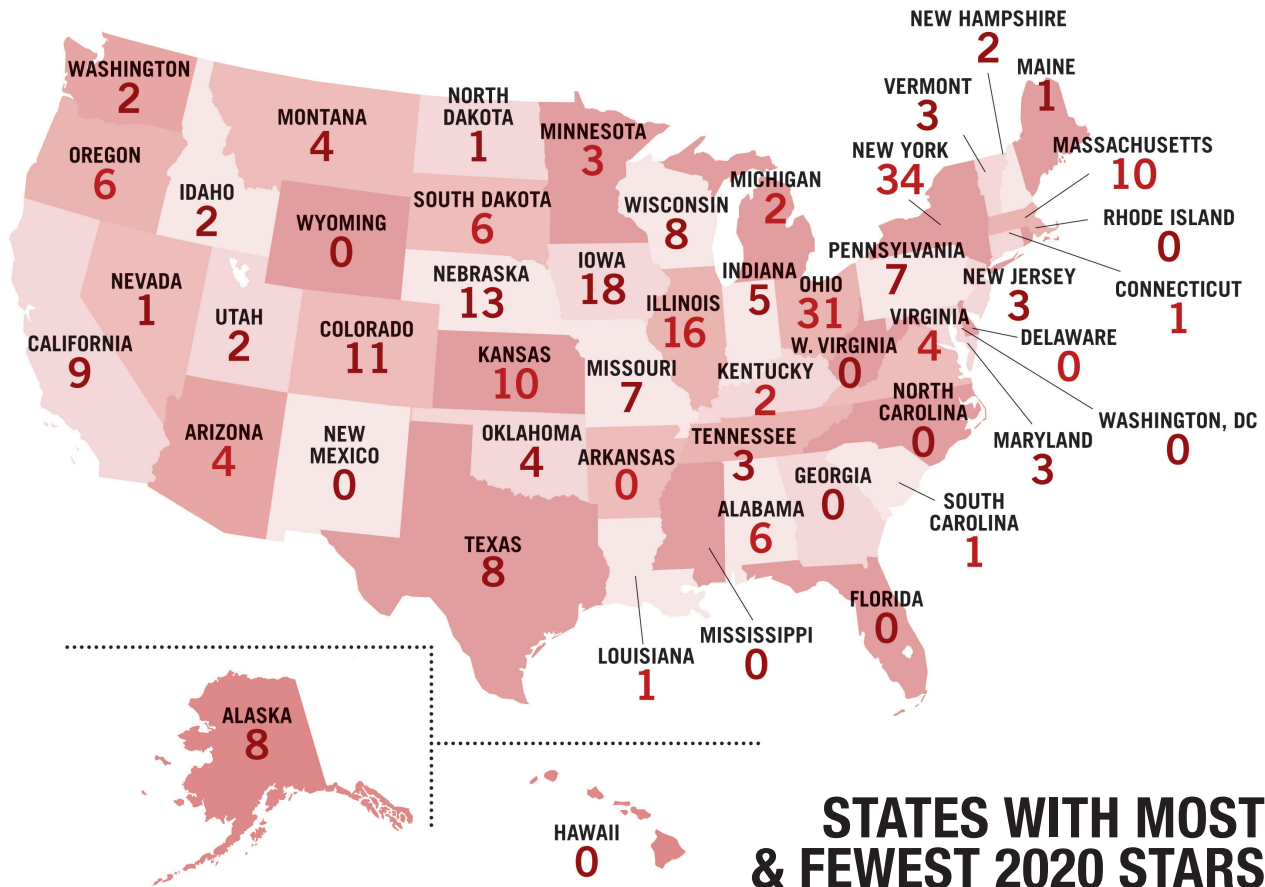 NEW HAMPSHIRE
2
WASHINGTON
2
MONTANA
4
NORTH
DAKOTA
1
MINNESOTA
3
VERMONT
3
MAINE
1
OREGON
6
IDAHO
2
WYOMING
0
SOUTH DAKOTA
6
WISCONSIN
8
MICHIGAN
2
NEW YORK
34
MASSACHUSETTS
10
RHODE ISLAND
0
NEVADA
1
UTAH
2
COLORADO
11
NEBRASKA
13
IOWA
18
ILLINOIS
16
INDIANA
5
OHIO
31
PENNSYLVANIA
7
NEW JERSEY
3
CONNECTICUT
1
CALIFORNIA
9
KANSAS
10
MISSOURI
7
KENTUCKY
2
W. VIRGINIA
0
VIRGINIA
4
DELAWARE
0
ARIZONA
4
NEW
MEXICO
0
OKLAHOMA
4
ARKANSAS
0
TENNESSEE
3
NORTH
CAROLINA
0
MARYLAND
3
WASHINGTON, DC
0
TEXAS
8
ALABAMA
6
GEORGIA
0
SOUTH
CAROLINA
1
LOUISIANA
1
MISSISSIPPI
0
FLORIDA
0
ALASKA
8
HAWAII
0
STATES WITH MOST
& FEWEST 2020 STARS